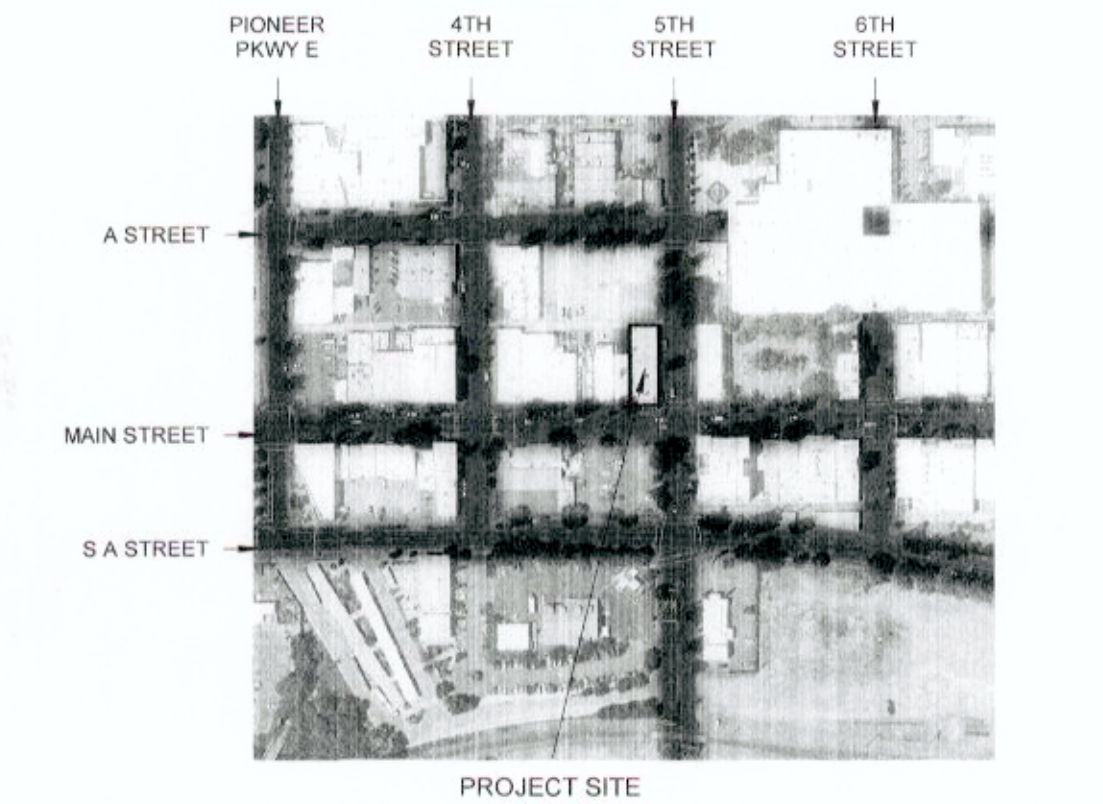 PIONEER
PKWY E
4TH
STREET
5TH
STREET
6TH
STREET
A STREET
MAIN STREET
S A STREET
PROJECT SITE